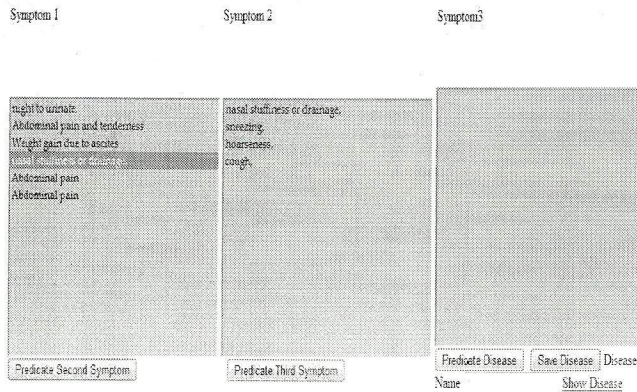 Symptom 1
Symptom 2
Symptom3
night to urinate.
Abdominal pain and tenderness
Weight gain due to ascites
nasal stuffiness or drainage.
Abdominal pain
Abdominal pain
nasal stuffiness or drainage.
sneezing.
hoarseness.
cough.
Predicate Second Symptom
Predicate Third Symptom
Predicate Disease Save Disease Disease
Name Show Disease